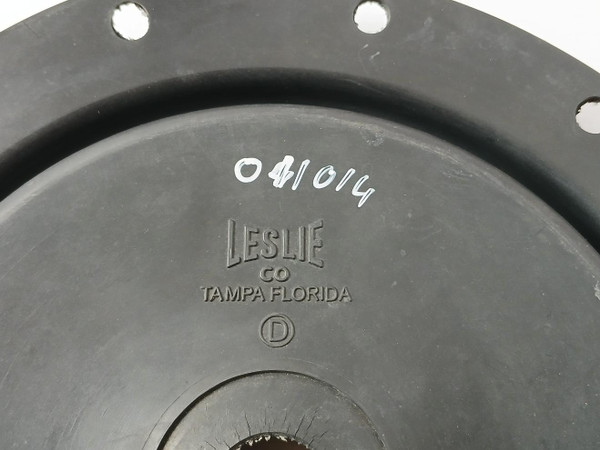 041014
LESLIE
CO
TAMPA FLORIDA
D